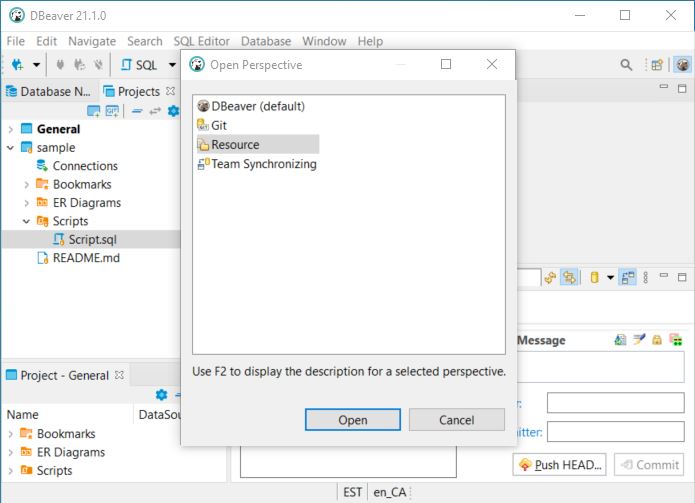 DBeaver 21.1.0
File Edit Navigate Search SQL Editor Database Window Help
SQL
Database N...
Projects
General
sample
Connections
Bookmarks
ER Diagrams
Scripts
Script.sql
README.md
Project - General
Name
DataSou
Bookmarks
ER Diagrams
Scripts
Open Perspective
DBeaver (default)
Git
Resource
Team Synchronizing
Use F2 to display the description for a selected perspective.
Open
Cancel
Message
r:
mitter:
Push HEAD...
Commit
EST
en_CA